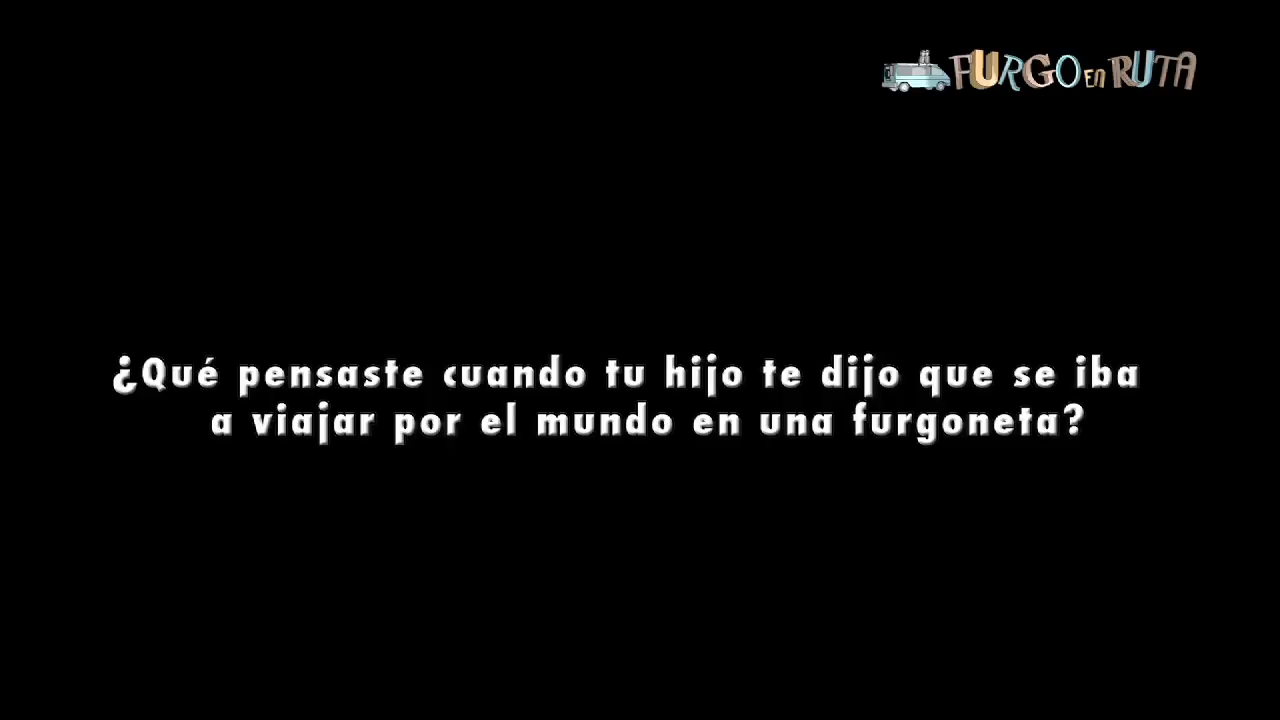 FURGO EN RUTA
¿Qué pensaste cuando tu hijo te dijo que se iba
a viajar por el mundo en una furgoneta?